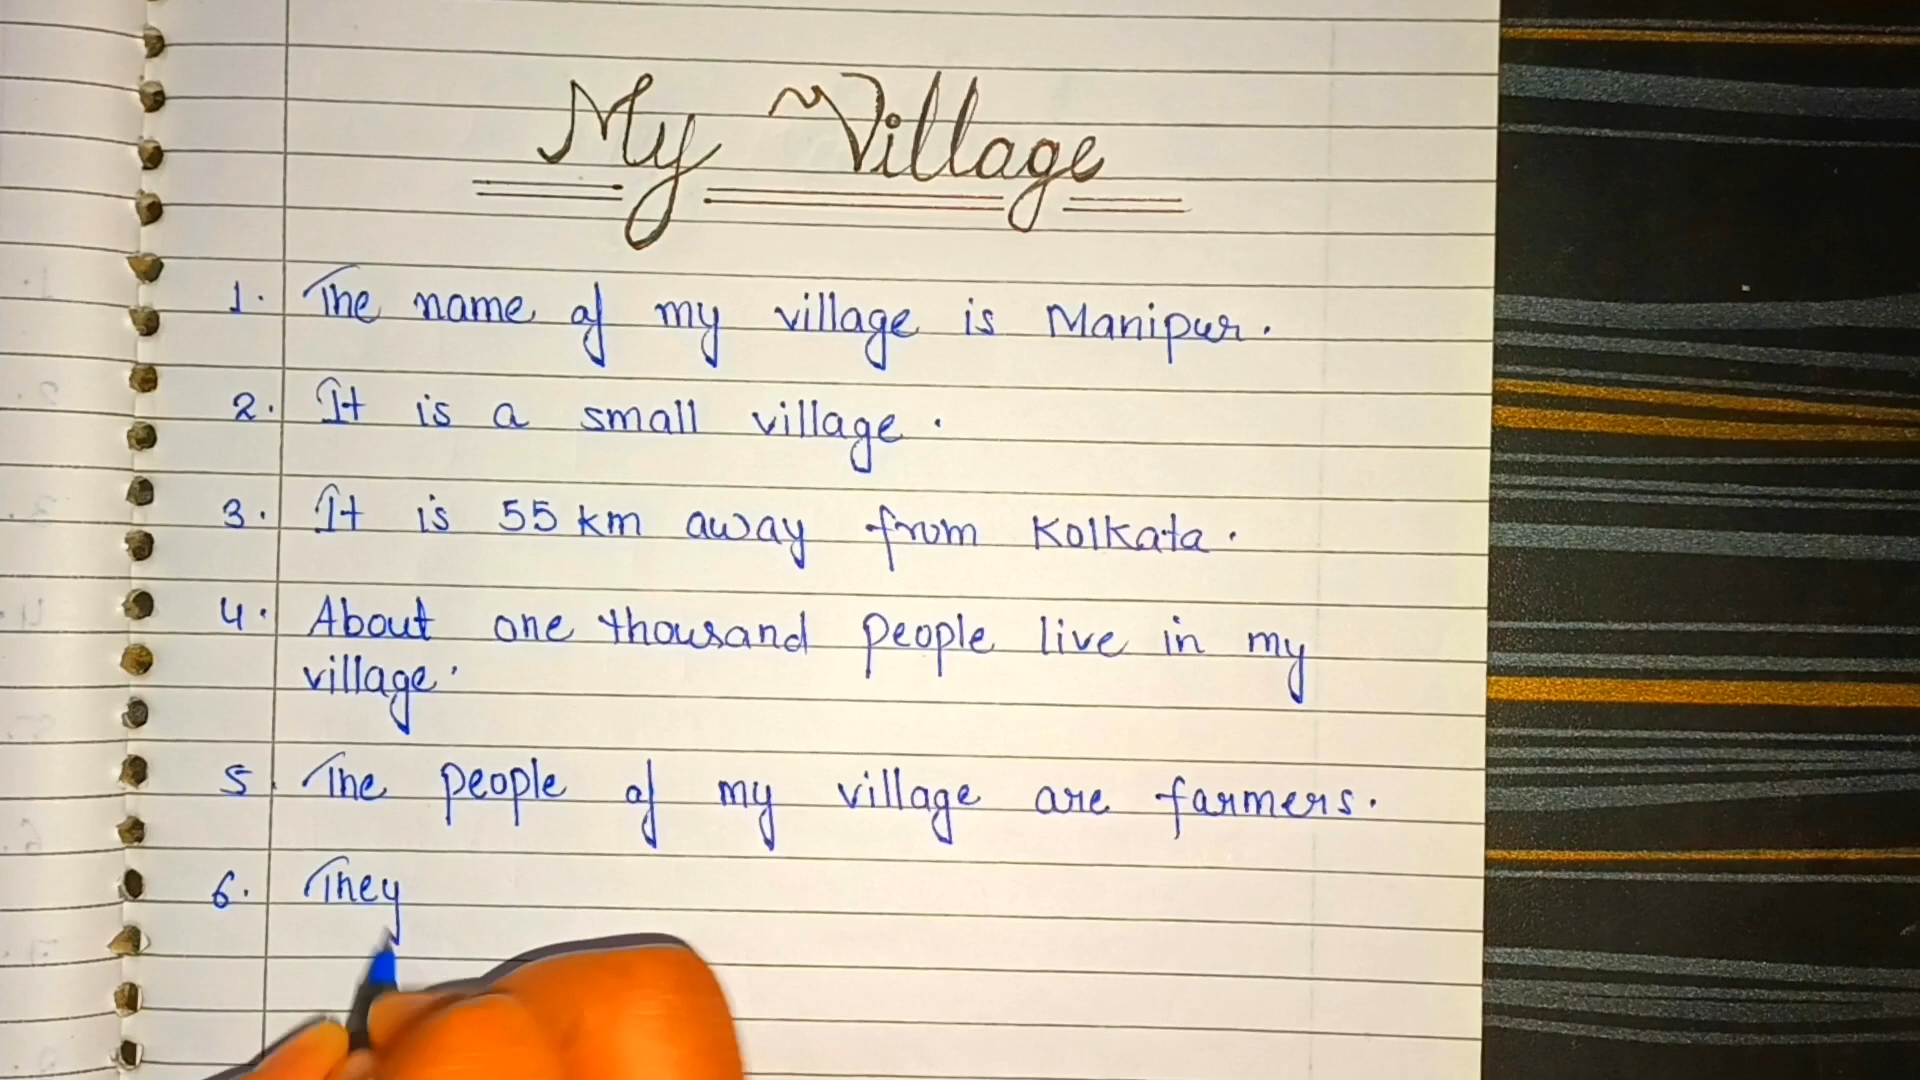 My Village
1. The name of my village is Manipur.
2. It is a small village.
3. It is 55 km away from Kolkata.
4. About one thousand people live in my
village.
5. The people of my village are farmers.
6. They